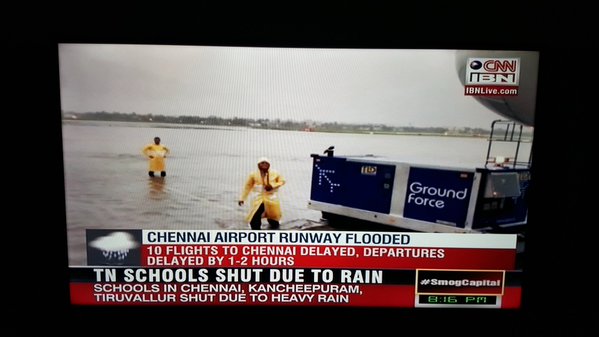 CNN
IBN
IBNLive.com
Ground
force
CHENNAI AIRPORT RUNWAY FLOODED
10 FLIGHTS TO CHENNAI DELAYED, DEPARTURES
DELAYED BY 1-2 HOURS
TN SCHOOLS SHUT DUE TO RAIN
SCHOOLS IN CHENNAI, KANCHEEPURAM,
TIRUVALLUR SHUT DUE TO HEAVY RAIN
#SmogCapital
8:16 PM